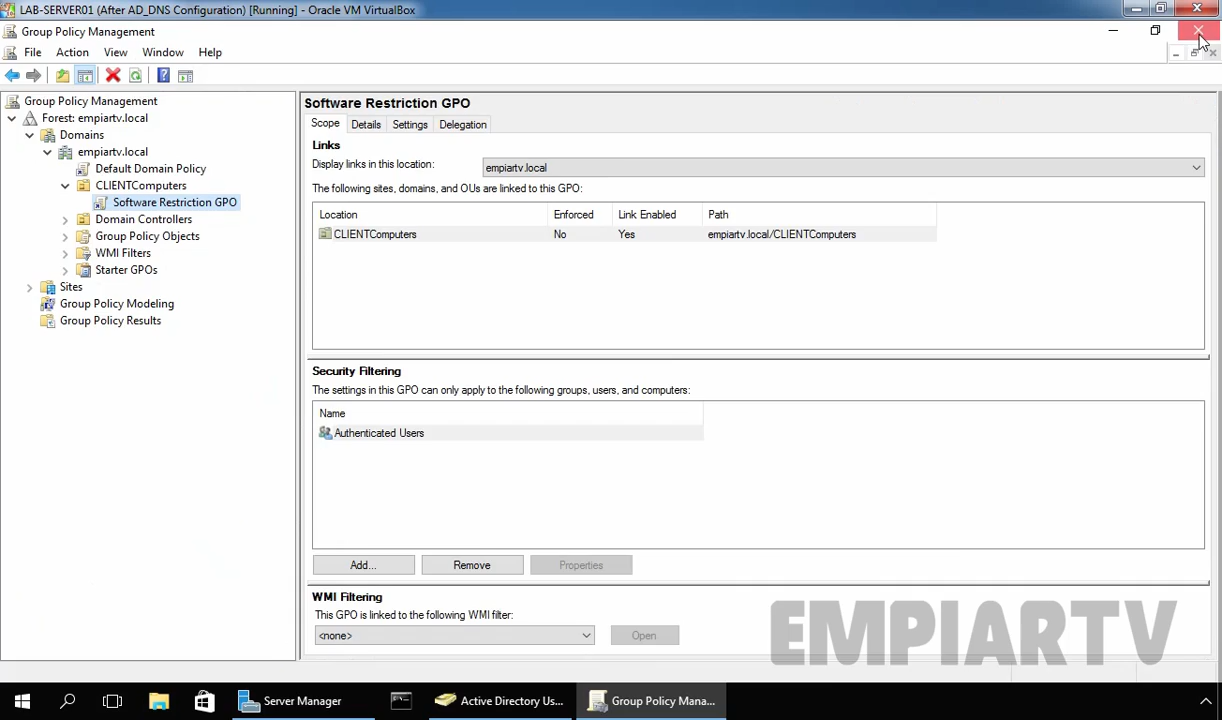 LAB-SERVER01 (After AD_DNS Configuration) [Running] - Oracle VM VirtualBox
Group Policy Management
File Action View Window Help
Group Policy Management
Forest: empiartv.local
Domains
empiartv.local
Default Domain Policy
CLIENTComputers
Software Restriction GPO
Domain Controllers
Group Policy Objects
WMI Filters
Starter GPOs
Sites
Group Policy Modeling
Group Policy Results
Software Restriction GPO
Scope Details Settings Delegation
Links
Display links in this location: empiartv.local
The following sites, domains, and OUs are linked to this GPO:
Location Enforced Link Enabled Path
CLIENTComputers No Yes empiartv.local/CLIENTComputers
Security Filtering
The settings in this GPO can only apply to the following groups, users, and computers:
Name
Authenticated Users
Add... Remove Properties
WMI Filtering
This GPO is linked to the following WMI filter:
<none> Open
EMPIARTV
Server Manager Active Directory Us... Group Policy Mana...